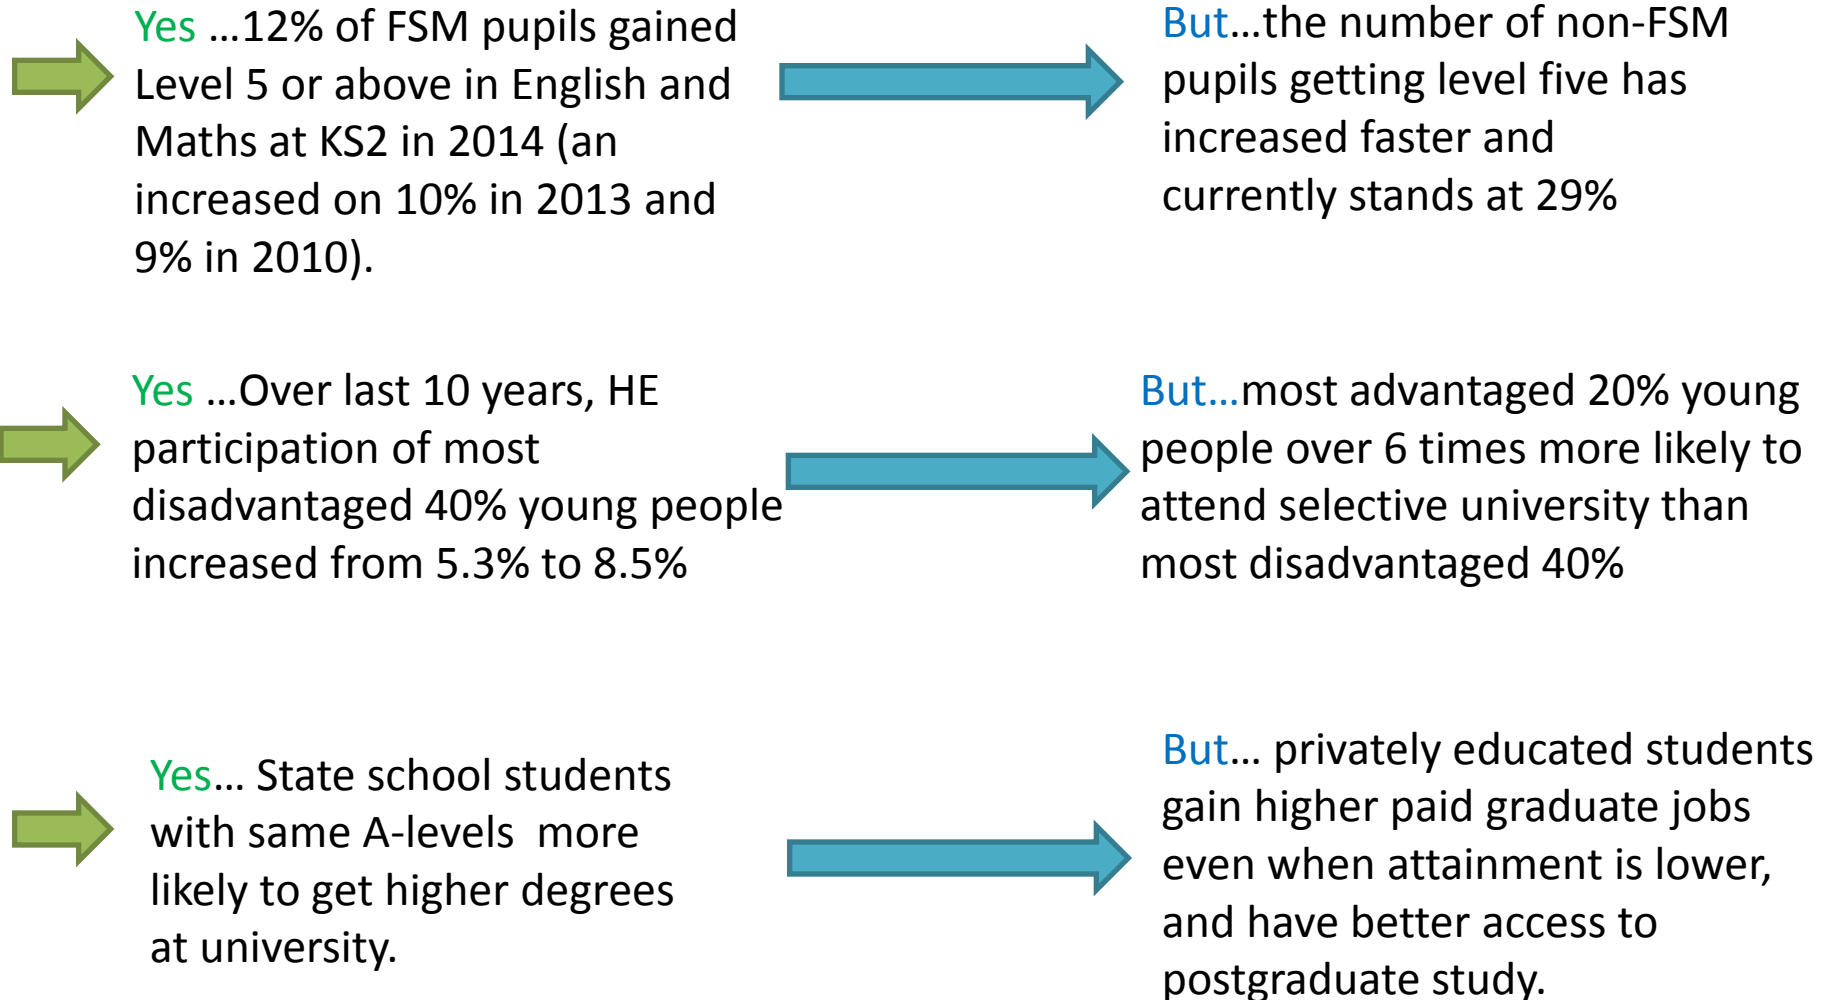 Yes …12% of FSM pupils gained
Level 5 or above in English and
Maths at KS2 in 2014 (an
increased on 10% in 2013 and
9% in 2010).
But…the number of non-FSM
pupils getting level five has
increased faster and
currently stands at 29%
Yes …Over last 10 years, HE
participation of most
disadvantaged 40% young people
increased from 5.3% to 8.5%
But…most advantaged 20% young
people over 6 times more likely to
attend selective university than
most disadvantaged 40%
Yes… State school students
with same A-levels  more
likely to get higher degrees
at university.
But… privately educated students
gain higher paid graduate jobs
even when attainment is lower,
and have better access to
postgraduate study.